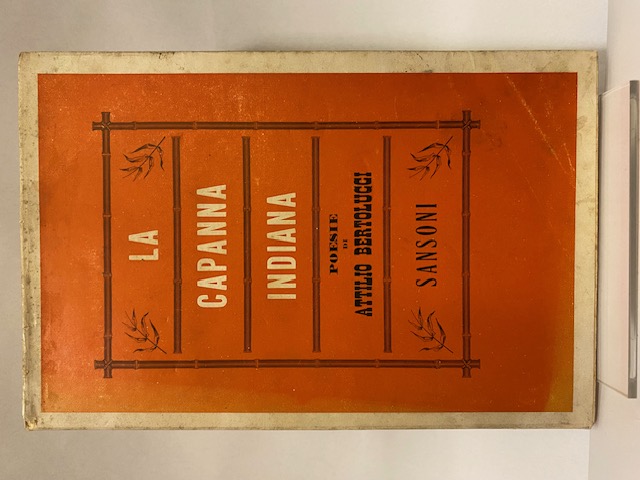 LA
CAPANNA
INDIANA
POESIE
DI
ATTILIO BERTOLUCCI
SANSONI